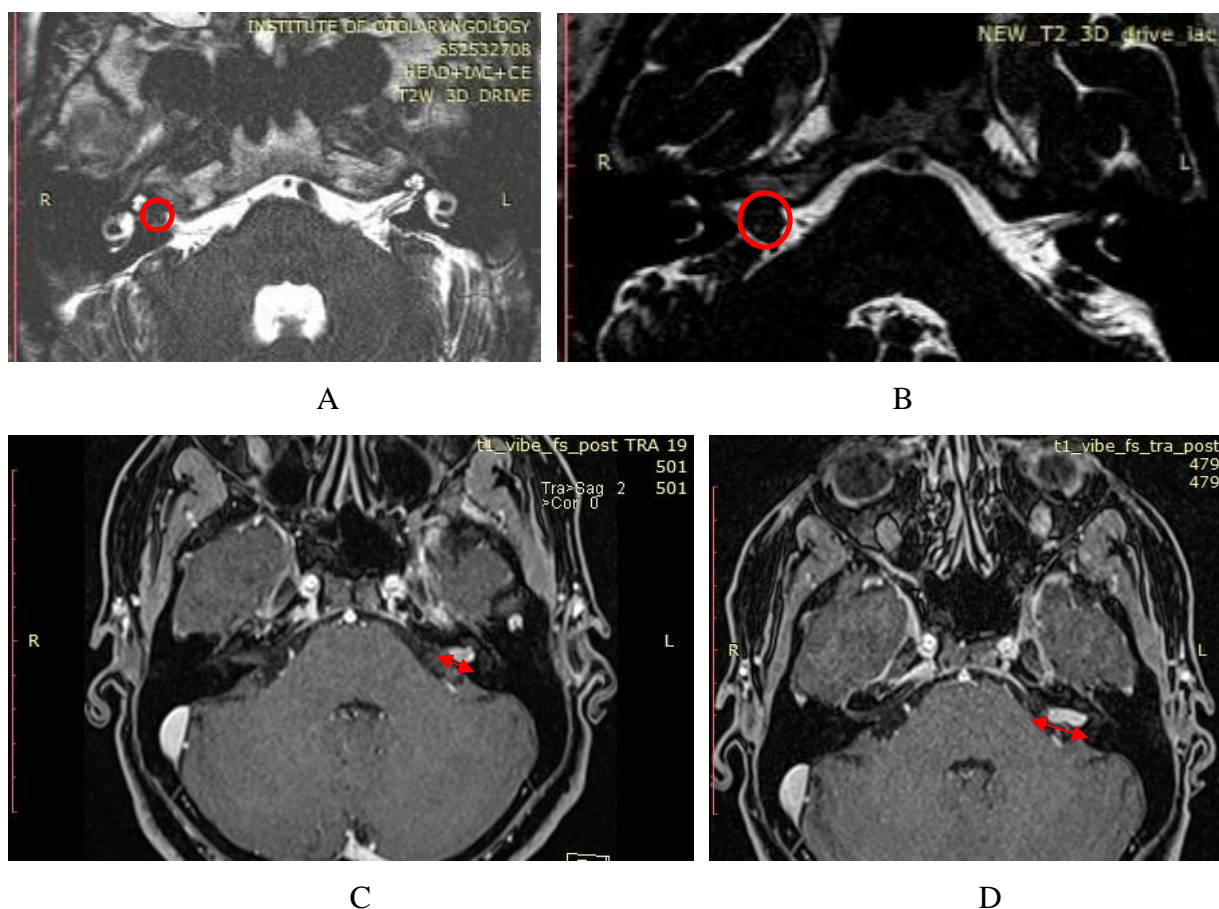 INSTITUTE OF OTOLARYNGOLOGY
652532708
HEAD+IAC+CE
T2W_3D_DRIVE
R
L
A
NEW_T2_3D_drive_iac
R
L
B
t1_vibe_fs_post TRA 19
501
Tra>Sag 2 501
>Cor 0
R
L
C
t1_vibe_fs_tra_post
479
479
R
L
D